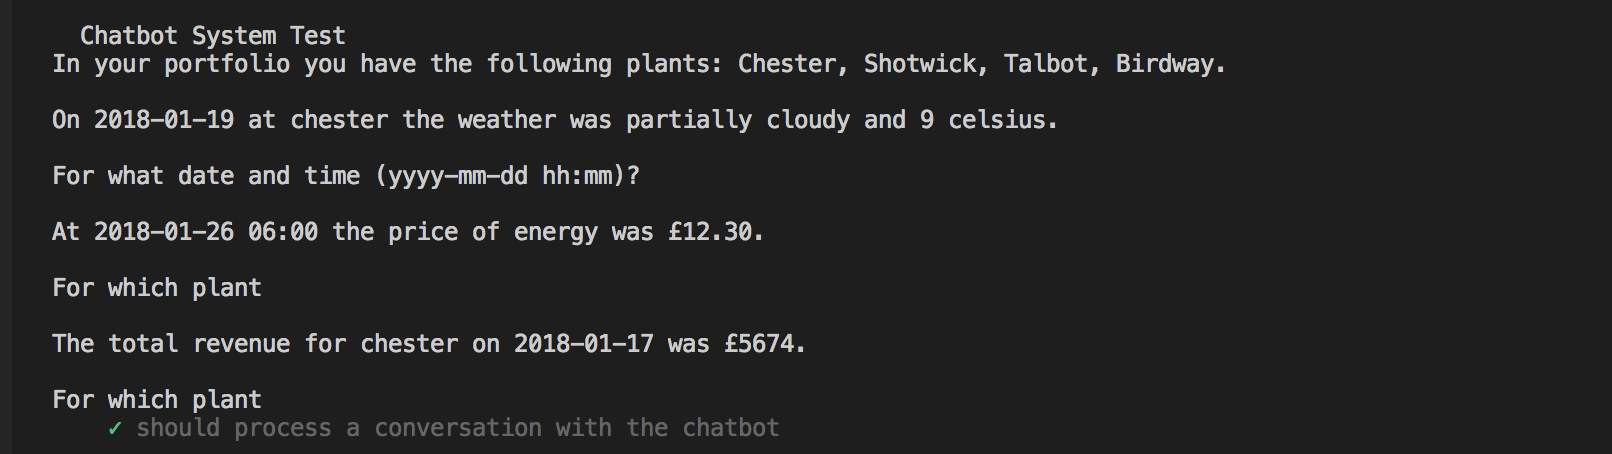 Chatbot System Test
In your portfolio you have the following plants: Chester, Shotwick, Talbot, Birdway.
On 2018-01-19 at chester the weather was partially cloudy and 9 celsius.
For what date and time (yyyy-mm-dd hh:mm)?
At 2018-01-26 06:00 the price of energy was £12.30.
For which plant
The total revenue for chester on 2018-01-17 was £5674.
For which plant
✓ should process a conversation with the chatbot